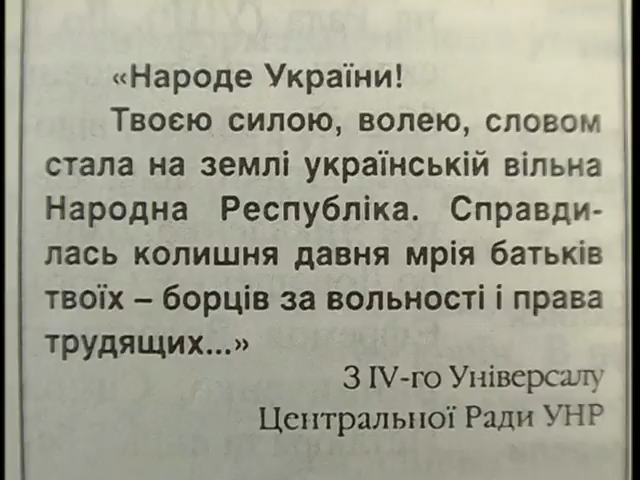 «Народе України!
Твоєю силою, волею, словом
стала на землі українській вільна
Народна Республіка. Справди-
лась колишня давня мрія батьків
твоїх – борців за вольності і права
трудящих...»
З IV-го Універсалу
Центральної Ради УНР